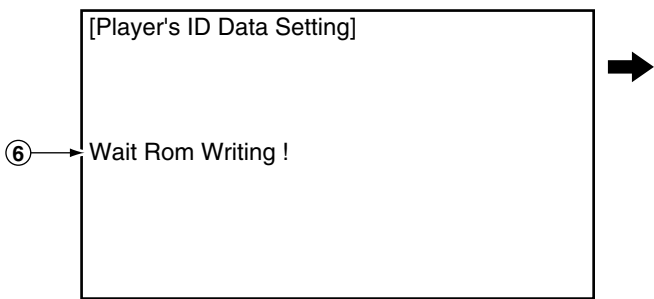 [Player's ID Data Setting]
⑥
Wait Rom Writing !